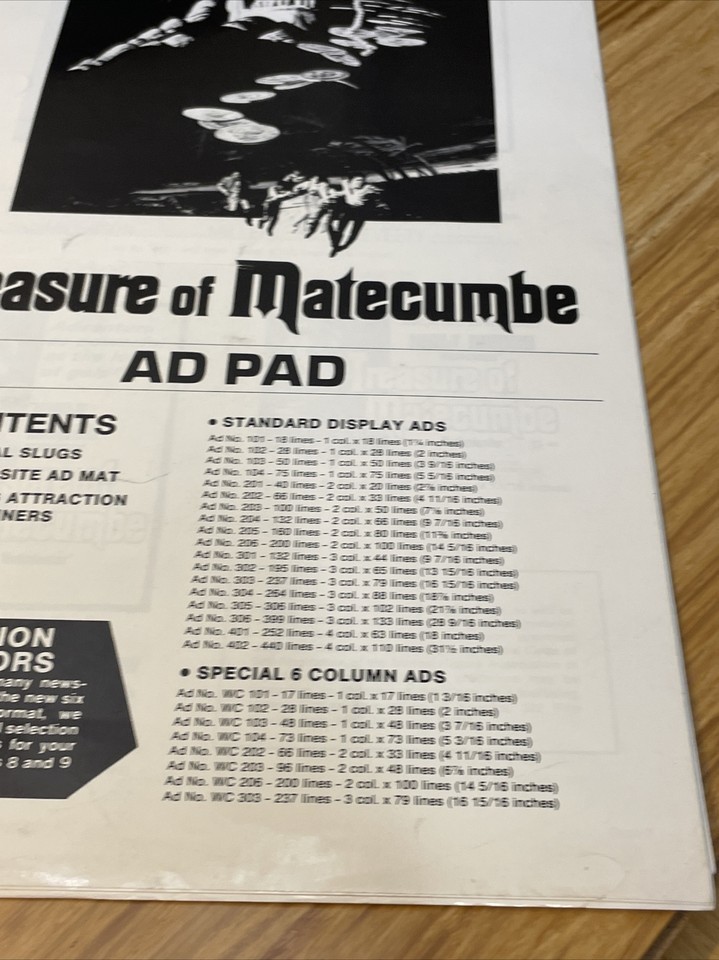 easure of Matecumbe
AD PAD
NTENTS
AL SLUGS
SITE AD MAT
G ATTRACTION
NERS
ION
ORS
many news-
the new six
ormat, we
selection
s for your
s 8 and 9
• STANDARD DISPLAY ADS
Ad No. 101 - 18 lines - 1 col. x 18 lines (1¼ inches)
Ad No. 102 - 28 lines - 1 col. x 28 lines (2 inches)
Ad No. 103 - 50 lines - 1 col. x 50 lines (3 9/16 inches)
Ad No. 104 - 75 lines - 1 col. x 75 lines (5 5/16 inches)
Ad No. 201 - 40 lines - 2 col. x 20 lines (2⅞ inches)
Ad No. 202 - 66 lines - 2 col. x 33 lines (4 11/16 inches)
Ad No. 203 - 100 lines - 2 col. x 50 lines (7⅛ inches)
Ad No. 204 - 132 lines - 2 col. x 66 lines (9 7/16 inches)
Ad No. 205 - 160 lines - 2 col. x 80 lines (11⅜ inches)
Ad No. 206 - 200 lines - 2 col. x 100 lines (14 5/16 inches)
Ad No. 301 - 132 lines - 3 col. x 44 lines (9 7/16 inches)
Ad No. 302 - 195 lines - 3 col. x 65 lines (13 15/16 inches)
Ad No. 303 - 237 lines - 3 col. x 79 lines (16 15/16 inches)
Ad No. 304 - 264 lines - 3 col. x 88 lines (18⅞ inches)
Ad No. 305 - 306 lines - 3 col. x 102 lines (21⅞ inches)
Ad No. 306 - 399 lines - 3 col. x 133 lines (28 9/16 inches)
Ad No. 401 - 252 lines - 4 col. x 63 lines (18 inches)
Ad No. 402 - 440 lines - 4 col. x 110 lines (31½ inches)
• SPECIAL 6 COLUMN ADS
Ad No. WC 101 - 17 lines - 1 col. x 17 lines (1 3/16 inches)
Ad No. WC 102 - 28 lines - 1 col. x 28 lines (2 inches)
Ad No. WC 103 - 48 lines - 1 col. x 48 lines (3 7/16 inches)
Ad No. WC 104 - 73 lines - 1 col. x 73 lines (5 3/16 inches)
Ad No. WC 202 - 66 lines - 2 col. x 33 lines (4 11/16 inches)
Ad No. WC 203 - 96 lines - 2 col. x 48 lines (6⅞ inches)
Ad No. WC 206 - 200 lines - 2 col. x 100 lines (14 5/16 inches)
Ad No. WC 303 - 237 lines - 3 col. x 79 lines (16 15/16 inches)